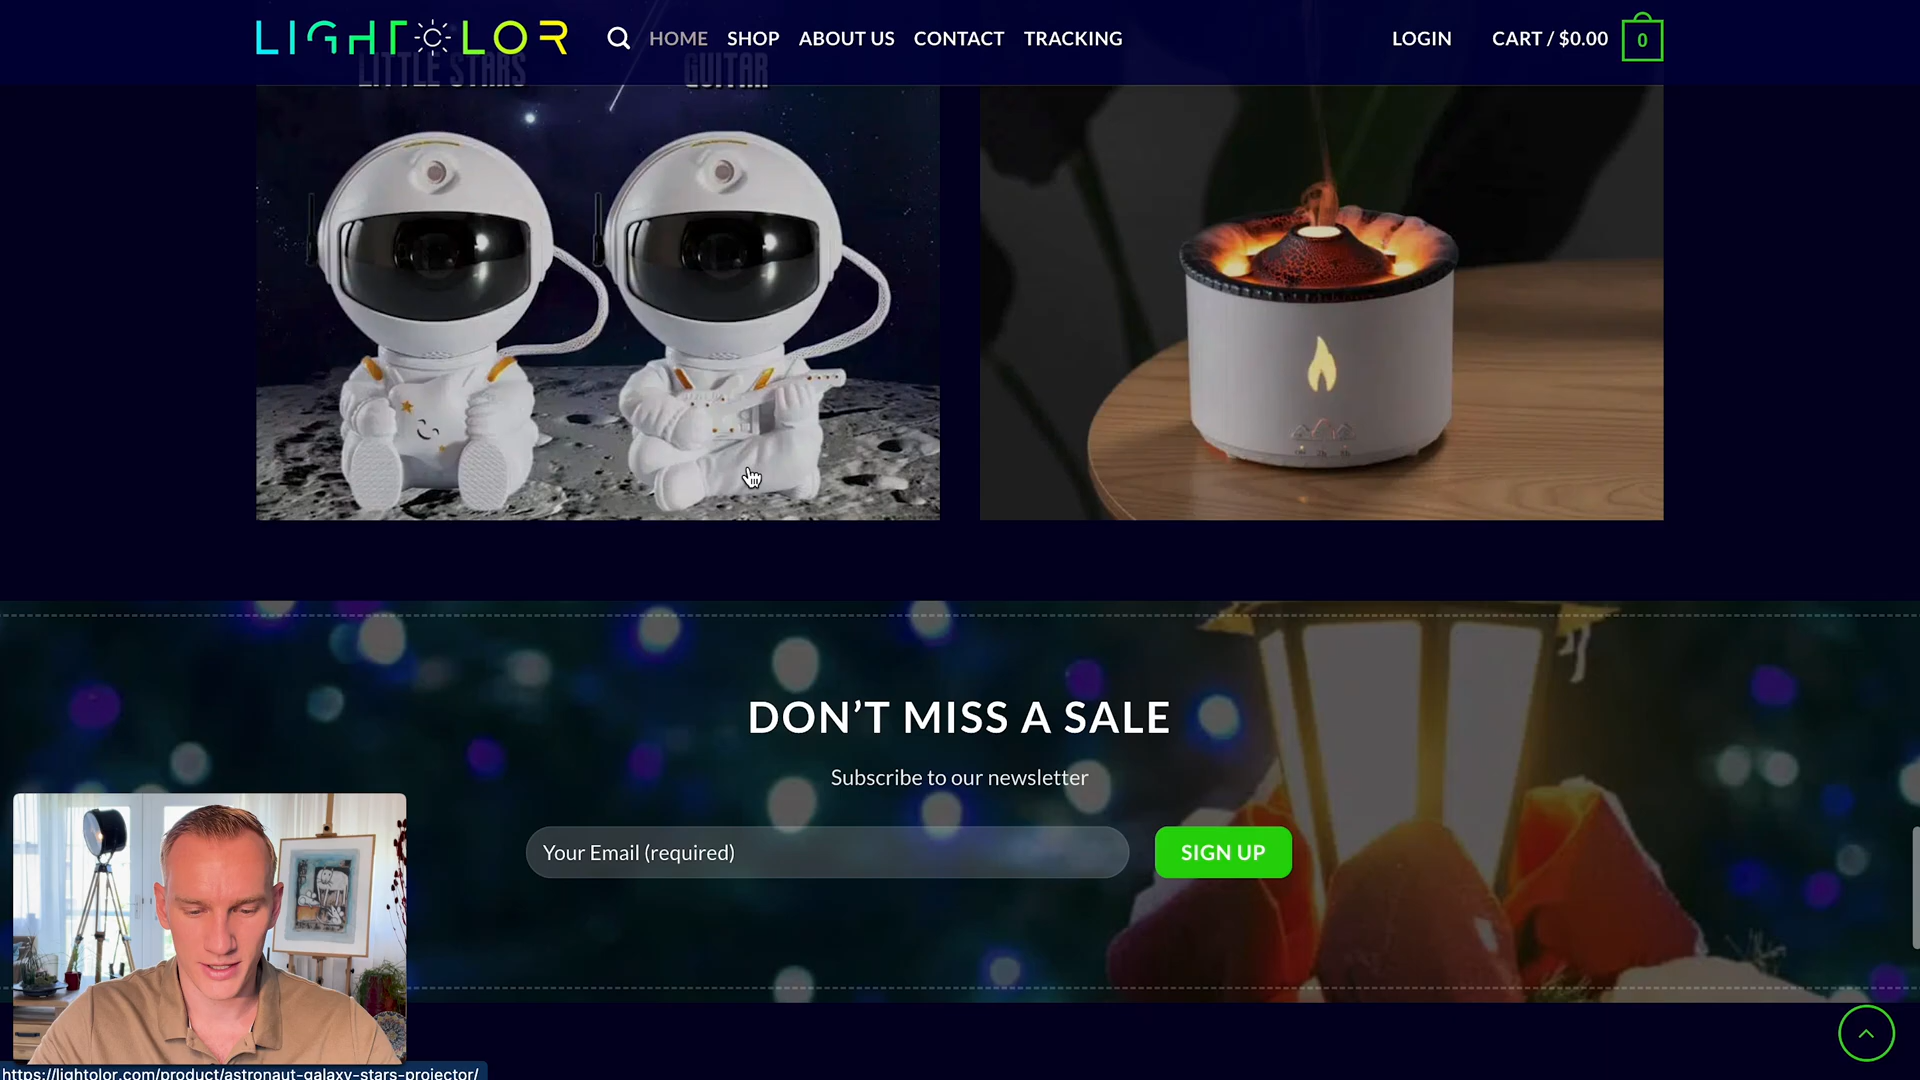 LIGHTOLOR
HOME
SHOP
ABOUT US
CONTACT
TRACKING
LOGIN
CART / $0.00
0
LITTLE STARS
GUITAR
DON’T MISS A SALE
Subscribe to our newsletter
Your Email (required)
SIGN UP
https://lightolor.com/product/astronaut-galaxy-stars-projector/